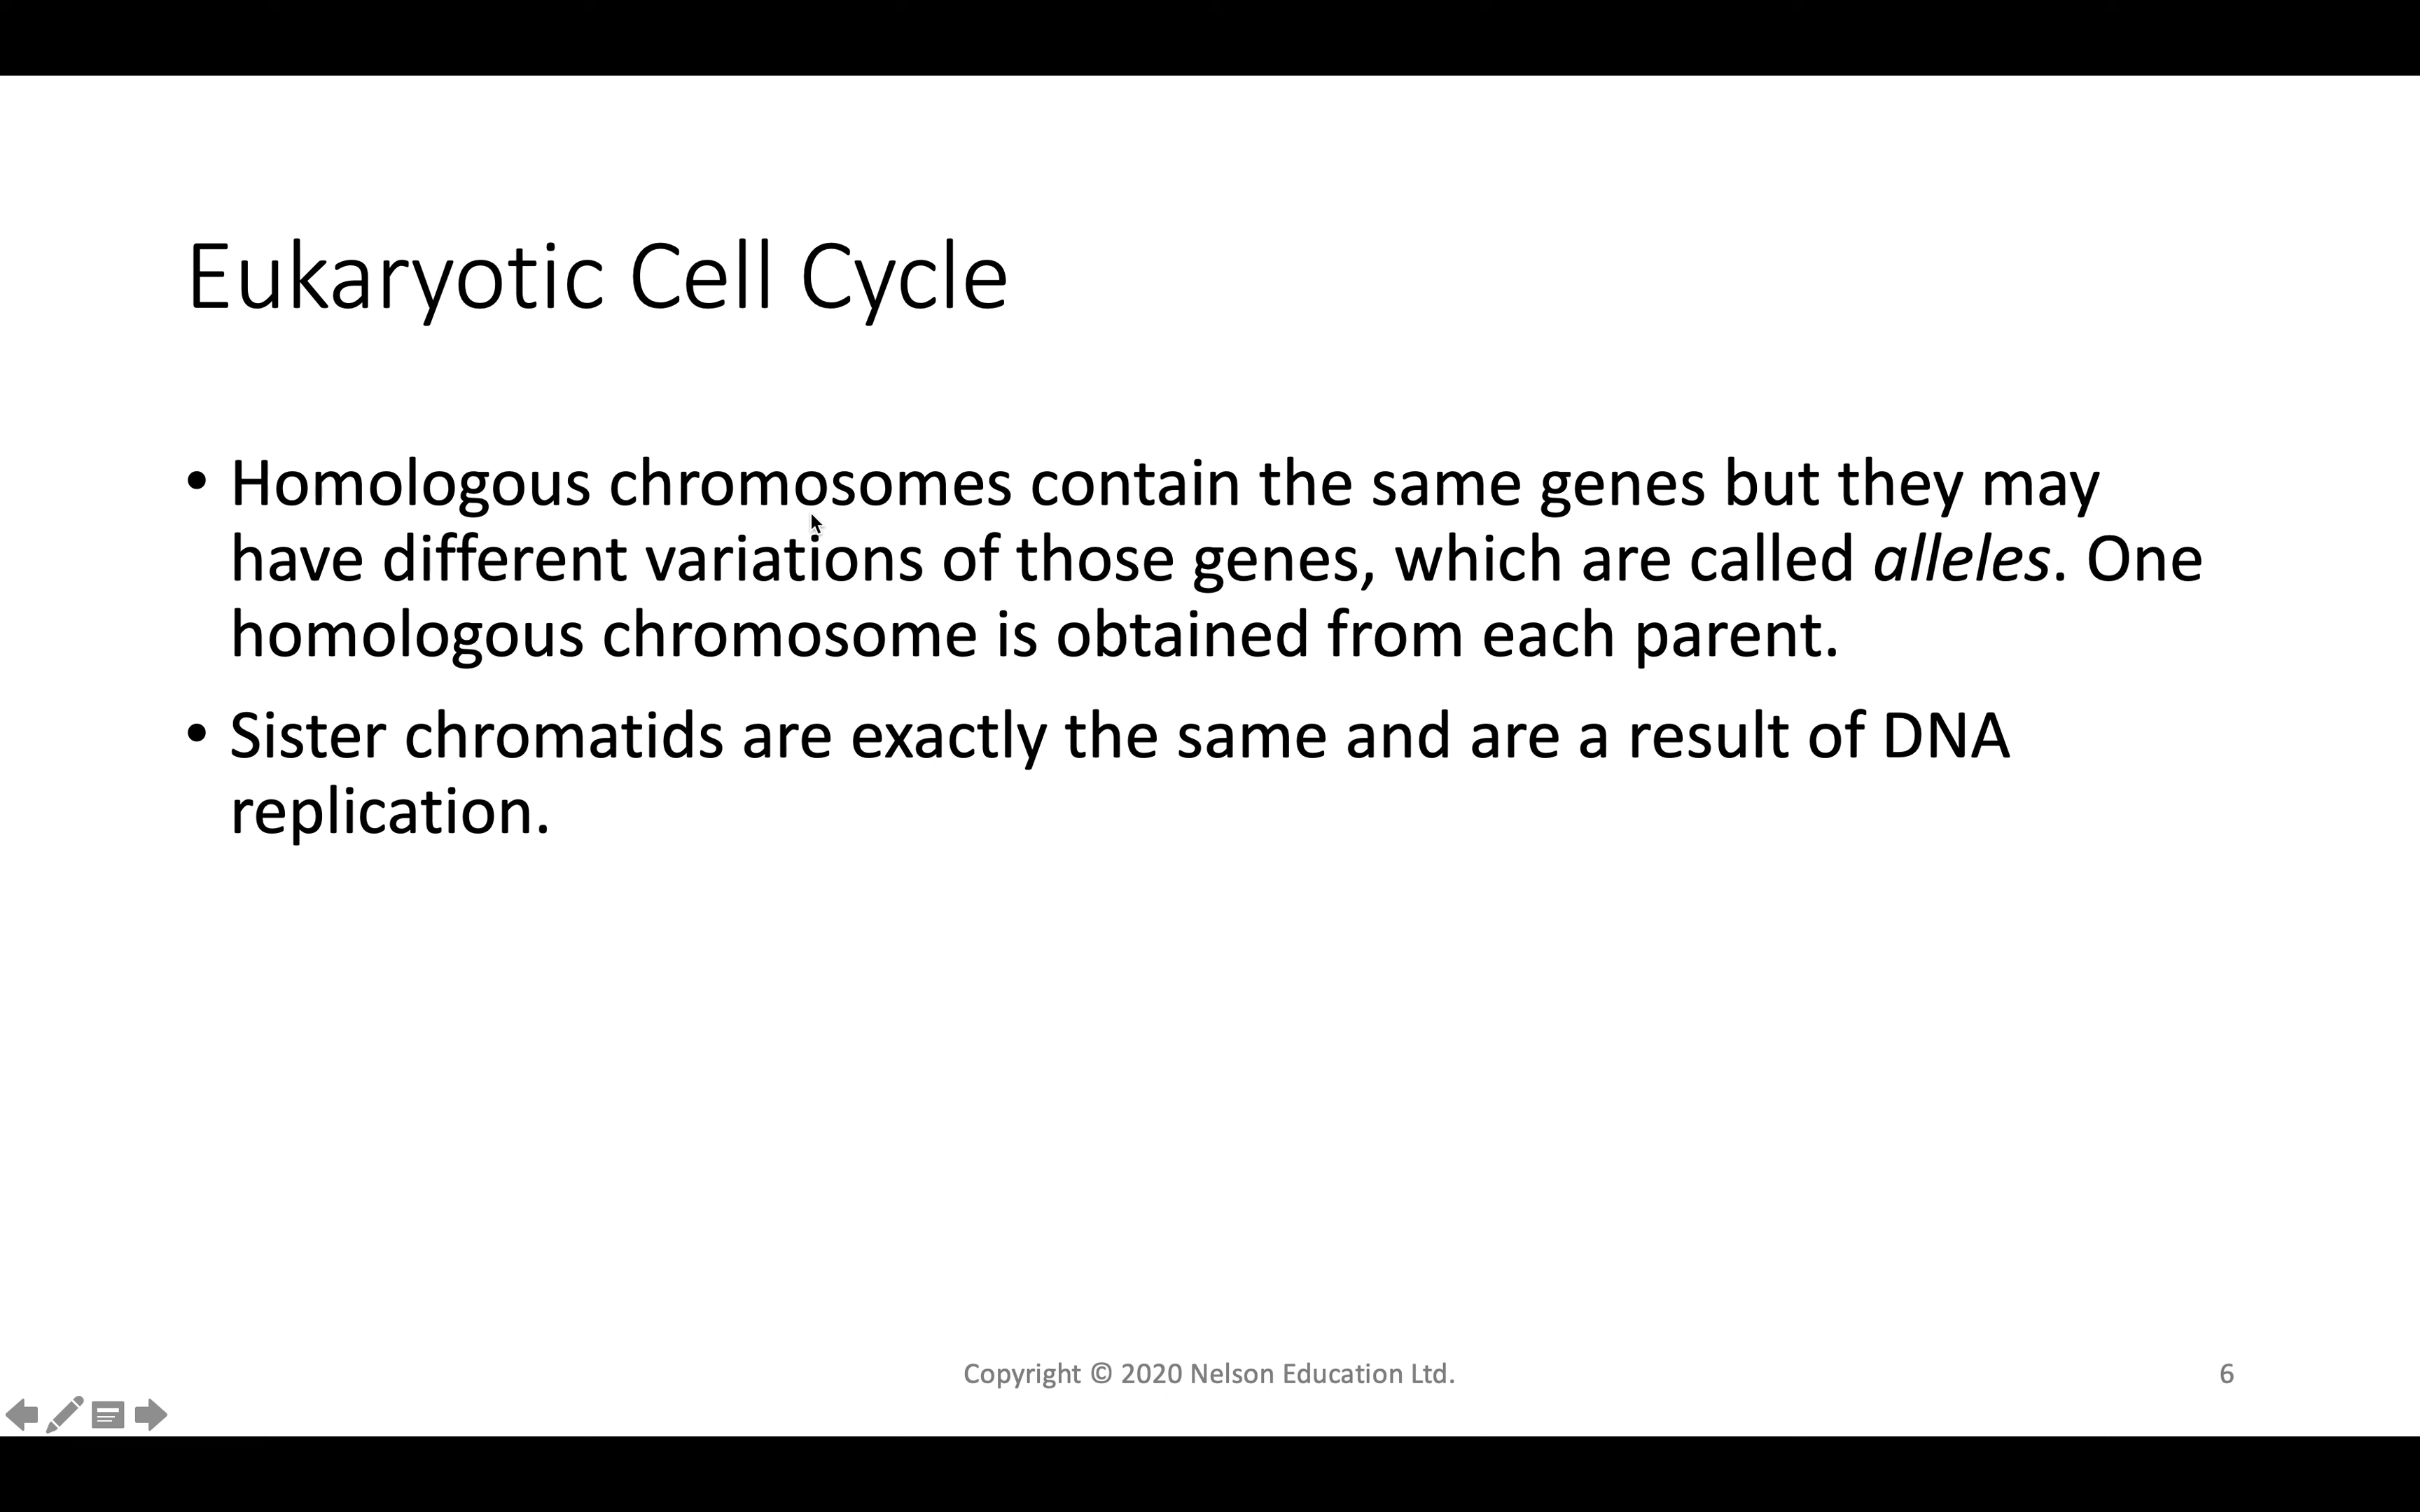 Eukaryotic Cell Cycle
• Homologous chromosomes contain the same genes but they may
have different variations of those genes, which are called alleles. One
homologous chromosome is obtained from each parent.
• Sister chromatids are exactly the same and are a result of DNA
replication.
Copyright © 2020 Nelson Education Ltd.
6